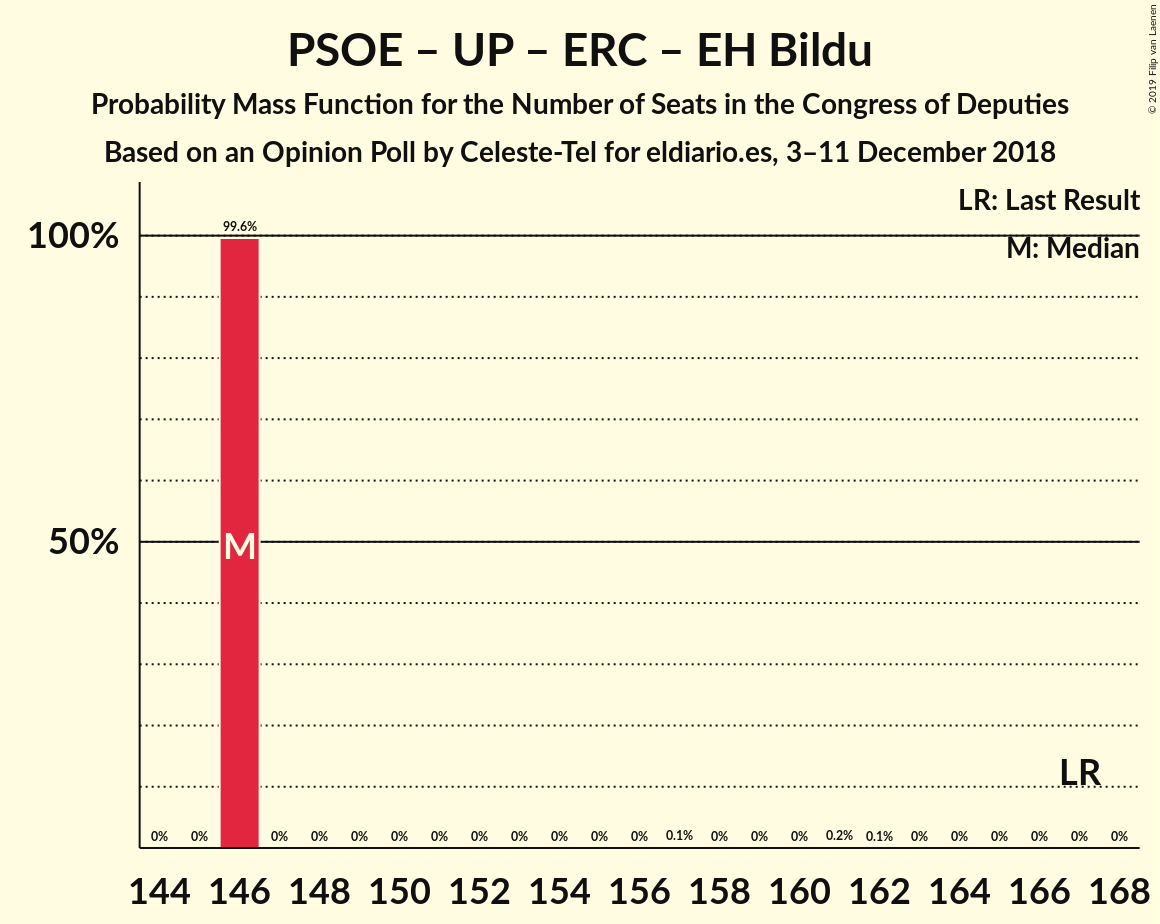 PSOE – UP – ERC – EH Bildu
Probability Mass Function for the Number of Seats in the Congress of Deputies
Based on an Opinion Poll by Celeste-Tel for eldiario.es, 3–11 December 2018
© 2019 Filip van Laenen
LR: Last Result
M: Median
100%
50%
99.6%
M
LR
0% 0% 0% 0% 0% 0% 0% 0% 0% 0% 0% 0% 0.1% 0% 0% 0% 0.2% 0.1% 0% 0% 0% 0% 0% 0%
144 146 148 150 152 154 156 158 160 162 164 166 168